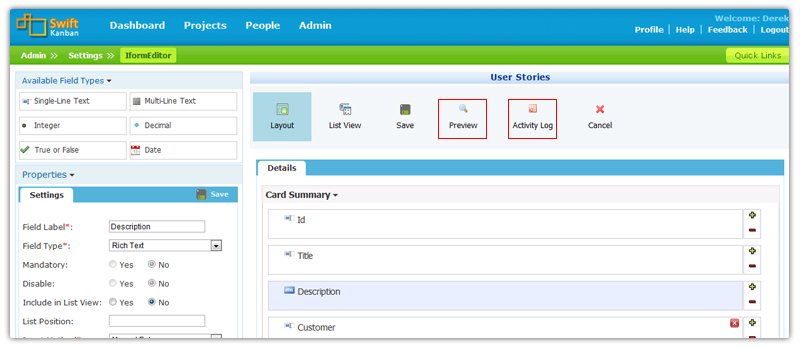 Swift Kanban
Dashboard Projects People Admin
Welcome: Derek
Profile | Help | Feedback | Logout
Admin >> Settings >> IformEditor
Quick Links
Available Field Types
Single-Line Text Multi-Line Text
Integer Decimal
True or False Date
Properties
Settings Save
Field Label*: Description
Field Type*: Rich Text
Mandatory: Yes No
Disable: Yes No
Include in List View: Yes No
List Position:
User Stories
Layout List View Save Preview Activity Log Cancel
Details
Card Summary
Id
Title
Description
Customer